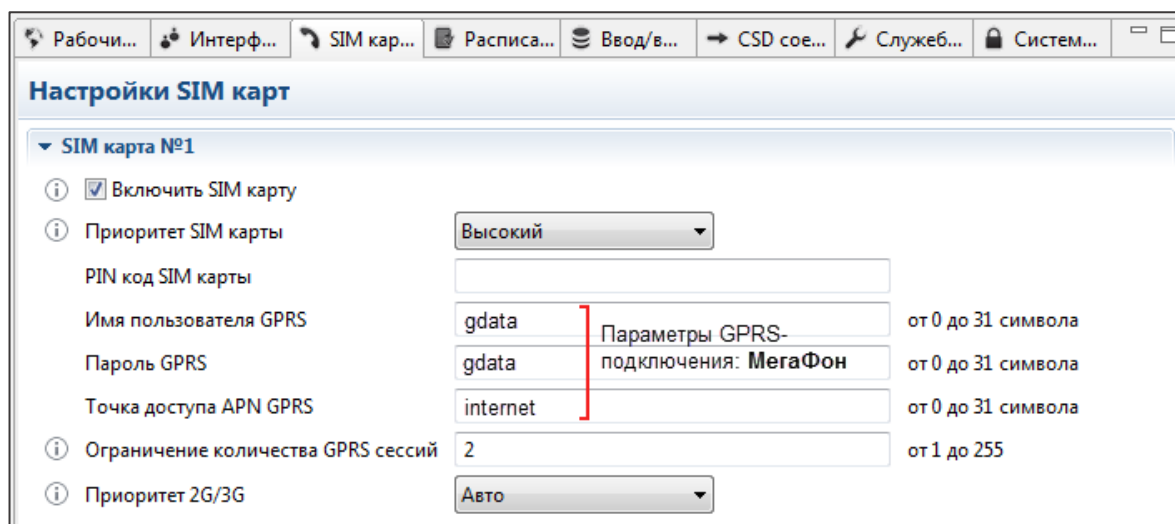 Рабочи... Интерф... SIM кар... Расписа... Ввод/в... CSD сое... Служеб... Систем...
Настройки SIM карт
SIM карта №1
Включить SIM карту
Приоритет SIM карты Высокий
PIN код SIM карты
Имя пользователя GPRS gdata от 0 до 31 символа
Параметры GPRS-
Пароль GPRS gdata подключения: МегаФон от 0 до 31 символа
Точка доступа APN GPRS internet от 0 до 31 символа
Ограничение количества GPRS сессий 2 от 1 до 255
Приоритет 2G/3G Авто